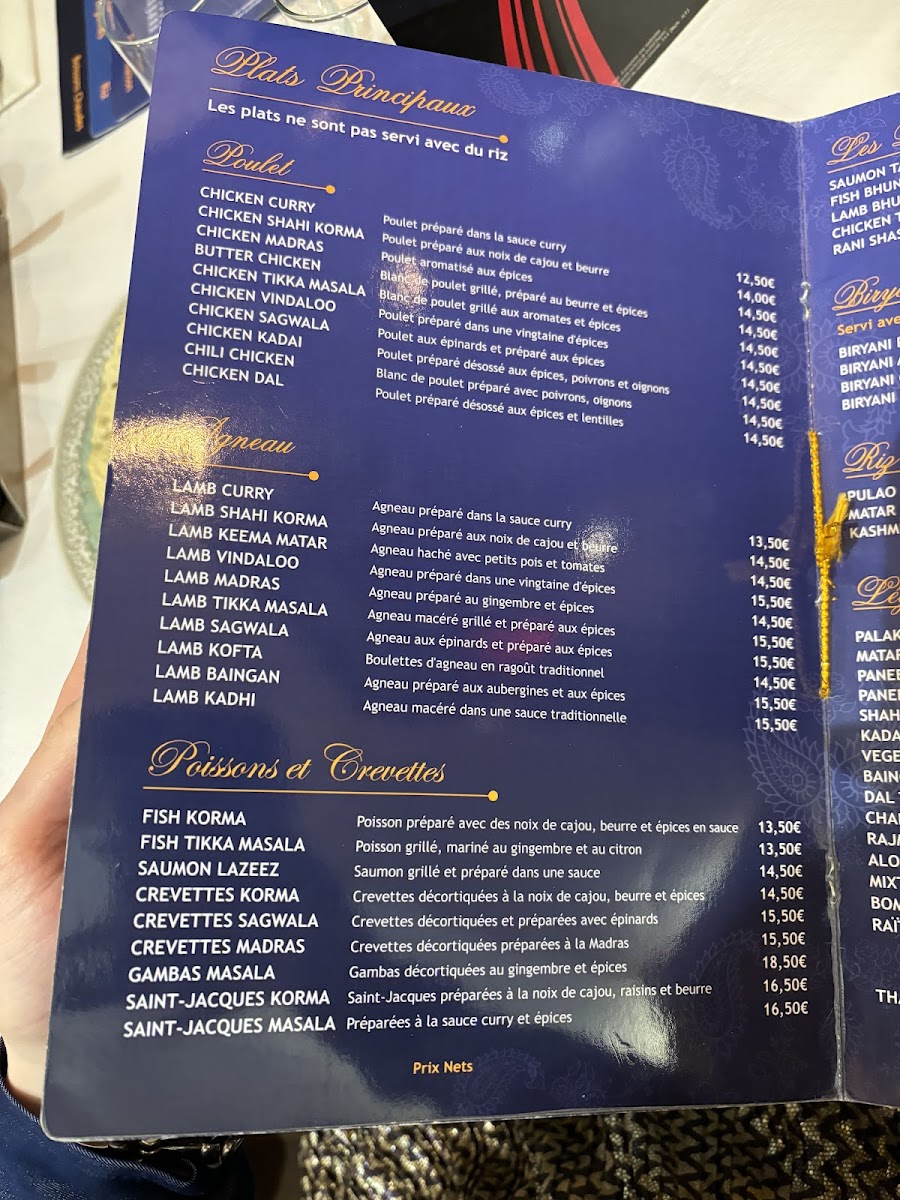 Plats Principaux
Les plats ne sont pas servi avec du riz
Poulet
CHICKEN CURRY Poulet préparé dans la sauce curry 12,50€
CHICKEN SHAHI KORMA Poulet préparé aux noix de cajou et beurre 14,00€
CHICKEN MADRAS Poulet aromatisé aux épices 14,50€
BUTTER CHICKEN Blanc de poulet grillé, préparé au beurre et épices 14,50€
CHICKEN TIKKA MASALA Blanc de poulet grillé aux aromates et épices 14,50€
CHICKEN VINDALOO Poulet préparé dans une vingtaine d'épices 14,50€
CHICKEN SAGWALA Poulet aux épinards et préparé aux épices 14,50€
CHICKEN KADAI Poulet préparé désossé aux épices, poivrons et oignons 14,50€
CHILI CHICKEN Blanc de poulet préparé avec poivrons, oignons 14,50€
CHICKEN DAL Poulet préparé désossé aux épices et lentilles 14,50€
Agneau
LAMB CURRY Agneau préparé dans la sauce curry 13,50€
LAMB SHAHI KORMA Agneau préparé aux noix de cajou et beurre 14,50€
LAMB KEEMA MATAR Agneau haché avec petits pois et tomates 14,50€
LAMB VINDALOO Agneau préparé dans une vingtaine d'épices 15,50€
LAMB MADRAS Agneau préparé au gingembre et épices 14,50€
LAMB TIKKA MASALA Agneau macéré grillé et préparé aux épices 15,50€
LAMB SAGWALA Agneau aux épinards et préparé aux épices 15,50€
LAMB KOFTA Boulettes d'agneau en ragoût traditionnel 14,50€
LAMB BAINGAN Agneau préparé aux aubergines et aux épices 15,50€
LAMB KADHI Agneau macéré dans une sauce traditionnelle 15,50€
Poissons et Crevettes
FISH KORMA Poisson préparé avec des noix de cajou, beurre et épices en sauce 13,50€
FISH TIKKA MASALA Poisson grillé, mariné au gingembre et au citron 13,50€
SAUMON LAZEEZ Saumon grillé et préparé dans une sauce 14,50€
CREVETTES KORMA Crevettes décortiquées à la noix de cajou, beurre et épices 14,50€
CREVETTES SAGWALA Crevettes décortiquées et préparées avec épinards 15,50€
CREVETTES MADRAS Crevettes décortiquées préparées à la Madras 15,50€
GAMBAS MASALA Gambas décortiquées au gingembre et épices 18,50€
SAINT-JACQUES KORMA Saint-Jacques préparées à la noix de cajou, raisins et beurre 16,50€
SAINT-JACQUES MASALA Préparées à la sauce curry et épices 16,50€
Prix Nets
Les
SAUMON TA
FISH BHUN
LAMB BHU
CHICKEN T
RANI SHAS
Birya
Servi ave
BIRYANI
BIRYANI
BIRYANI
BIRYANI
Riz
PULAO
MATAR
KASHM
Lég
PALAK
MATAR
PANEE
PANE
SHAH
KADA
VEGE
BAING
DAL
CHA
RAJM
ALO
MIXT
BOM
RAÏT
THA